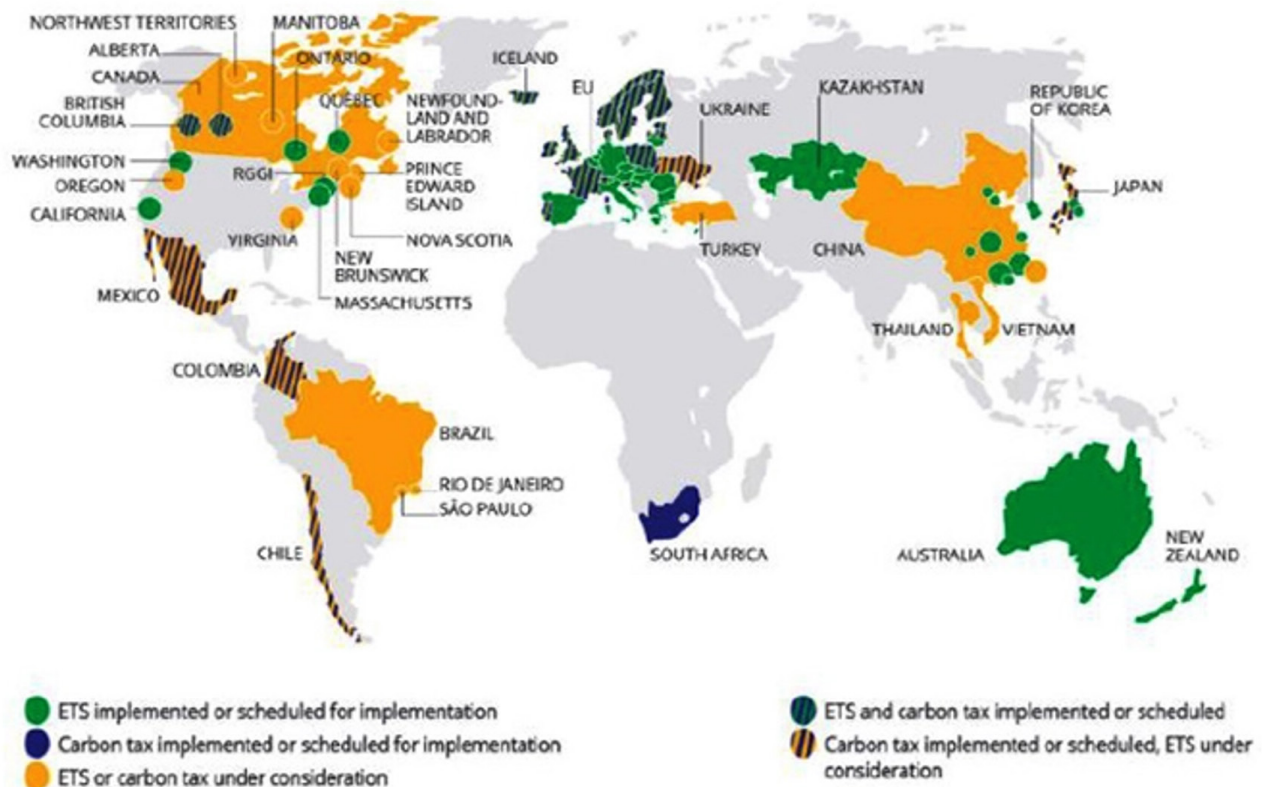 NORTHWEST TERRITORIES
MANITOBA
ALBERTA
ONTARIO
CANADA
QUÉBEC
NEWFOUND-
LAND AND
LABRADOR
BRITISH
COLUMBIA
WASHINGTON
RGGI
PRINCE
EDWARD
ISLAND
OREGON
CALIFORNIA
VIRGINIA
NOVA SCOTIA
NEW
BRUNSWICK
MEXICO
MASSACHUSETTS
COLOMBIA
BRAZIL
RIO DE JANEIRO
SÃO PAULO
CHILE
ICELAND
EU
UKRAINE
KAZAKHSTAN
REPUBLIC
OF KOREA
JAPAN
TURKEY
CHINA
THAILAND
VIETNAM
SOUTH AFRICA
AUSTRALIA
NEW
ZEALAND
ETS implemented or scheduled for implementation
Carbon tax implemented or scheduled for implementation
ETS or carbon tax under consideration
ETS and carbon tax implemented or scheduled
Carbon tax implemented or scheduled, ETS under
consideration